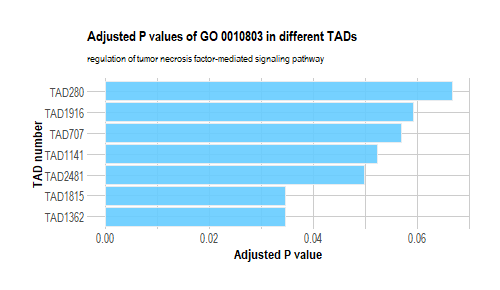 Adjusted P values of GO 0010803 in different TADs
regulation of tumor necrosis factor-mediated signaling pathway
TAD number
TAD280
TAD1916
TAD707
TAD1141
TAD2481
TAD1815
TAD1362
0.00 0.02 0.04 0.06
Adjusted P value